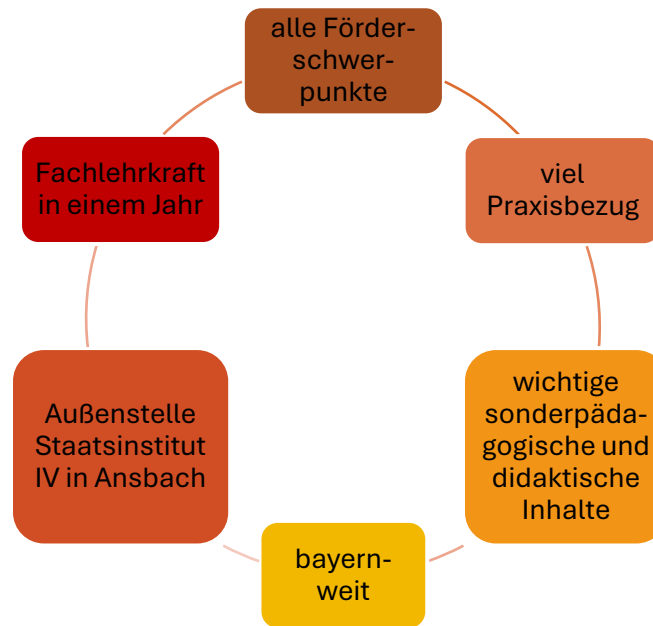 alle Förder-
schwer-
punkte
viel
Praxisbezug
wichtige
sonderpäda-
gogische und
didaktische
Inhalte
bayern-
weit
Außenstelle
Staatsinstitut
IV in Ansbach
Fachlehrkraft
in einem Jahr